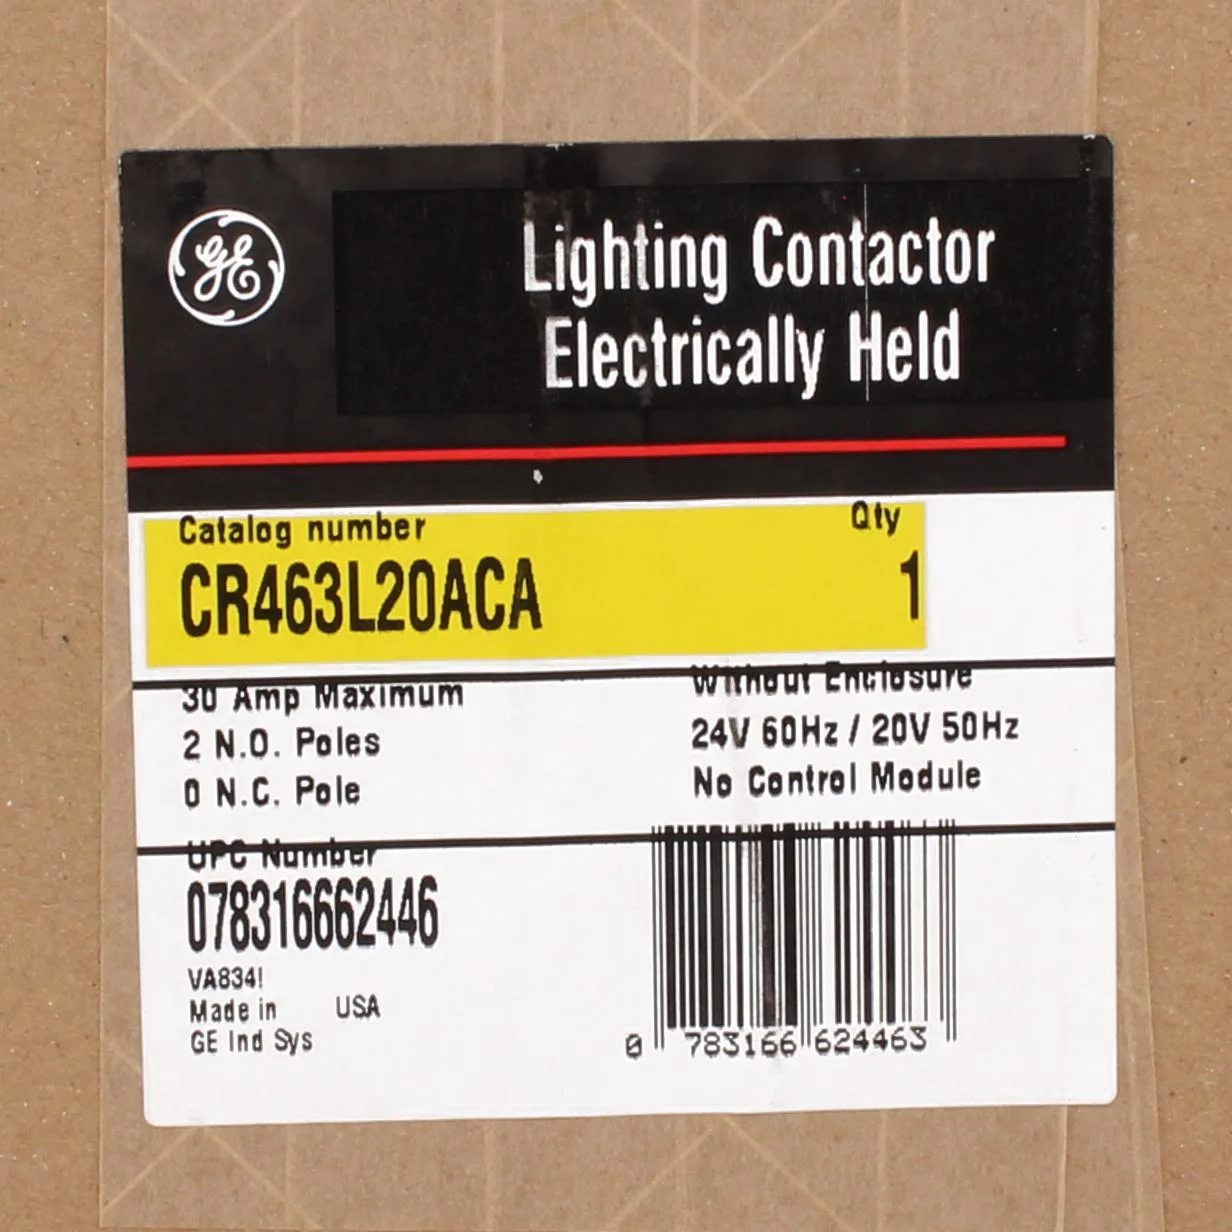 GE
Lighting Contactor
Electrically Held
Catalog number Qty
CR463L20ACA 1
30 Amp Maximum Without Enclosure
2 N.O. Poles 24V 60Hz / 20V 50Hz
0 N.C. Pole No Control Module
UPC Number
078316662446
VA834!
Made in USA
GE Ind Sys
0 783166 624463